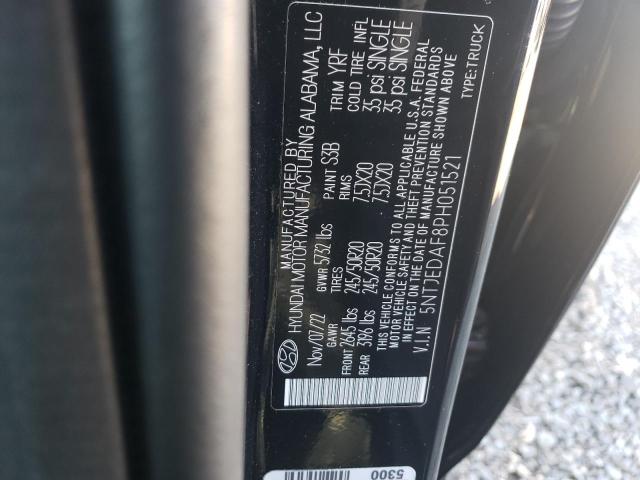 MANUFACTURED BY
HYUNDAI MOTOR MANUFACTURING ALABAMA, LLC
Nov/07/22 GVWR 5732 lbs PAINT S3B TRIM YRF
GAWR TIRES RIMS COLD TIRE INFL
FRONT 2645 lbs 245/50R20 7.5JX20 35 psi SINGLE
REAR 3196 lbs 245/50R20 7.5JX20 35 psi SINGLE
THIS VEHICLE CONFORMS TO ALL APPLICABLE U.S.A. FEDERAL
MOTOR VEHICLE SAFETY AND THEFT PREVENTION STANDARDS
IN EFFECT ON THE DATE OF MANUFACTURE SHOWN ABOVE
V.I.N 5NTJEDAF8PH051521 TYPE:TRUCK
5300